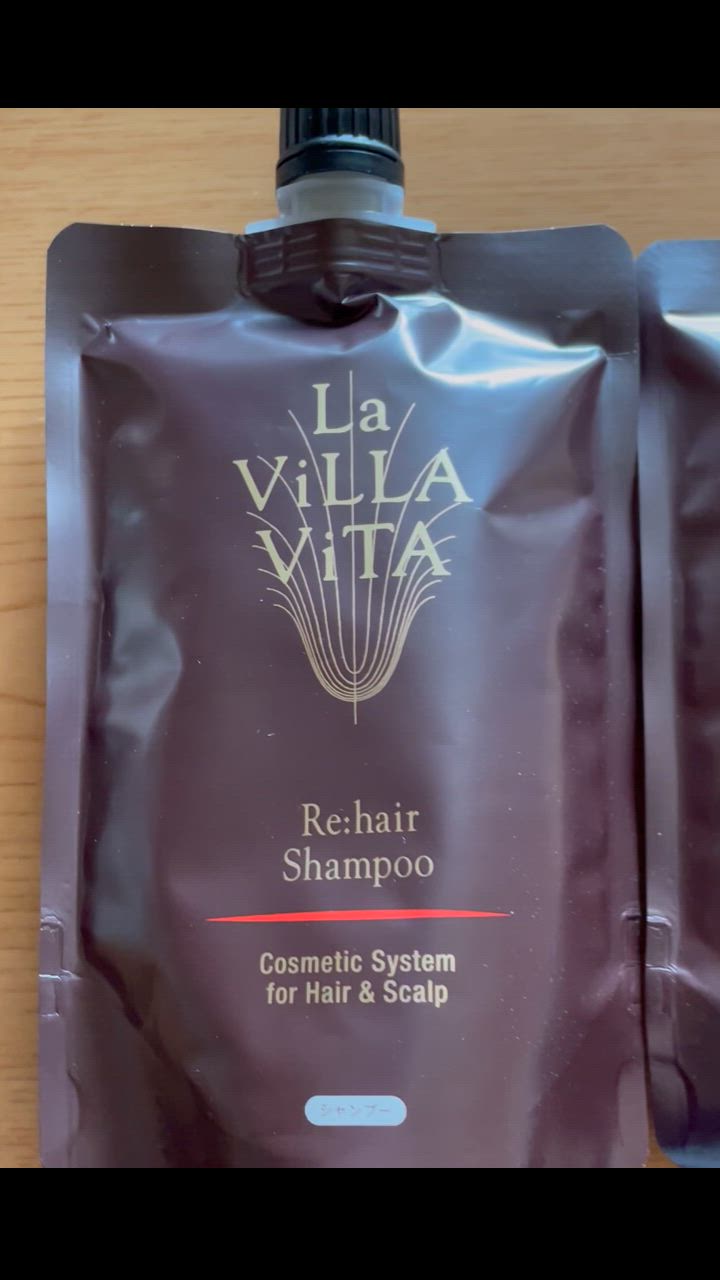 La
ViLLA
ViTA
Re:hair
Shampoo
Cosmetic System
for Hair & Scalp
シャンプー